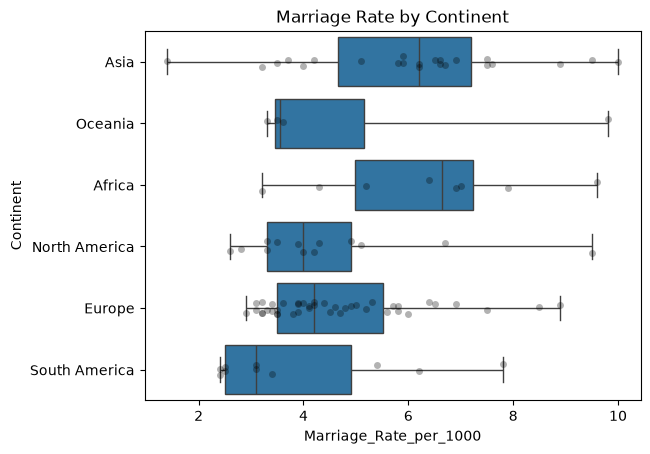 Marriage Rate by Continent
Continent
Asia
Oceania
Africa
North America
Europe
South America
2 4 6 8 10
Marriage_Rate_per_1000